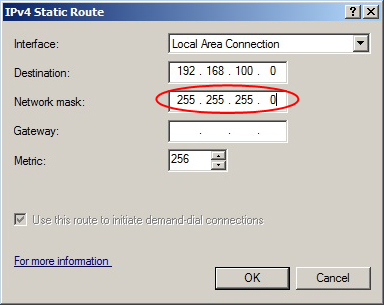 IPv4 Static Route
Interface: Local Area Connection
Destination: 192 . 168 . 100 . 0
Network mask: 255 . 255 . 255 . 0
Gateway: . . .
Metric: 256
Use this route to initiate demand-dial connections
For more information
OK Cancel